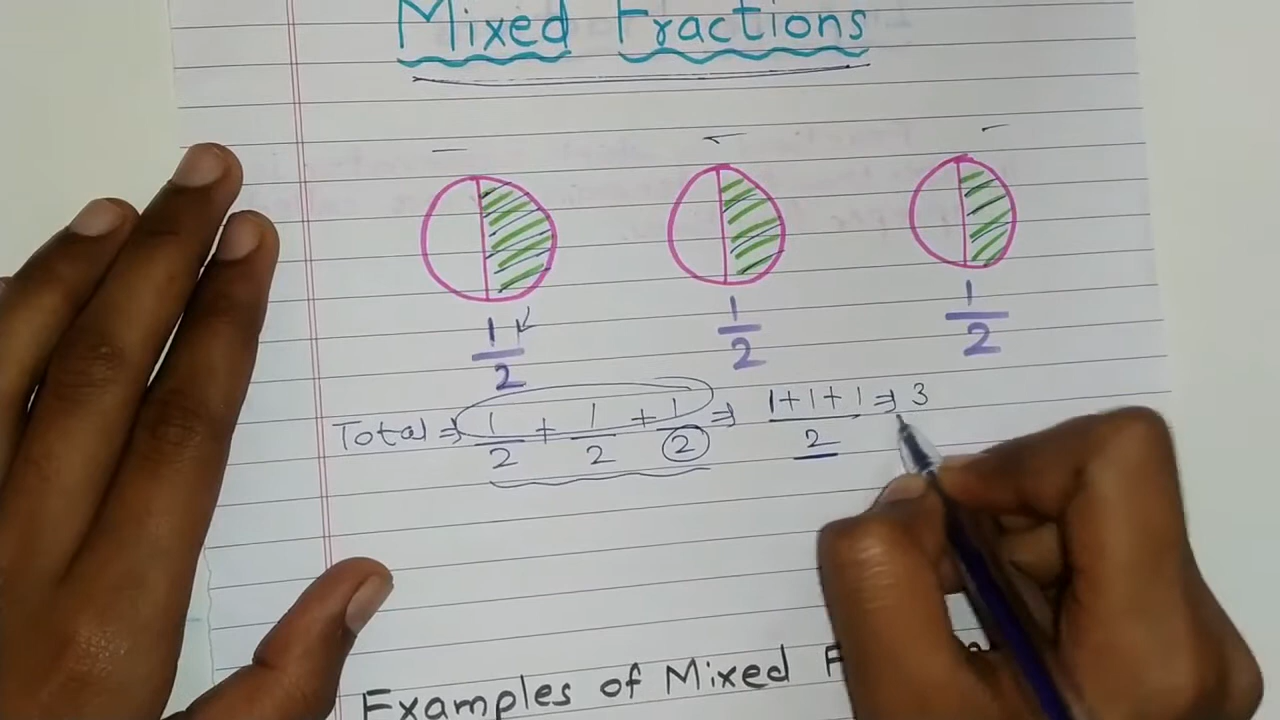 Mixed Fractions
1/2 1/2 1/2
Total ⇒ 1/2 + 1/2 + 1/2 ⇒ 1+1+1/2 ⇒ 3
Examples of Mixed